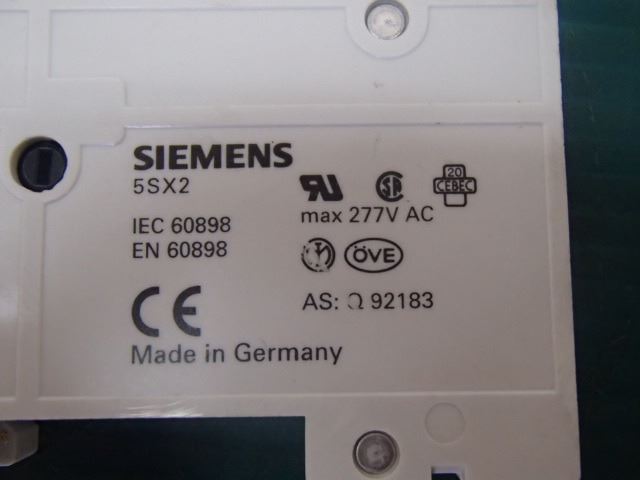 SIEMENS
5SX2
IEC 60898
EN 60898
max 277V AC
20
CEBEC
ÖVE
CE
AS: Ω 92183
Made in Germany